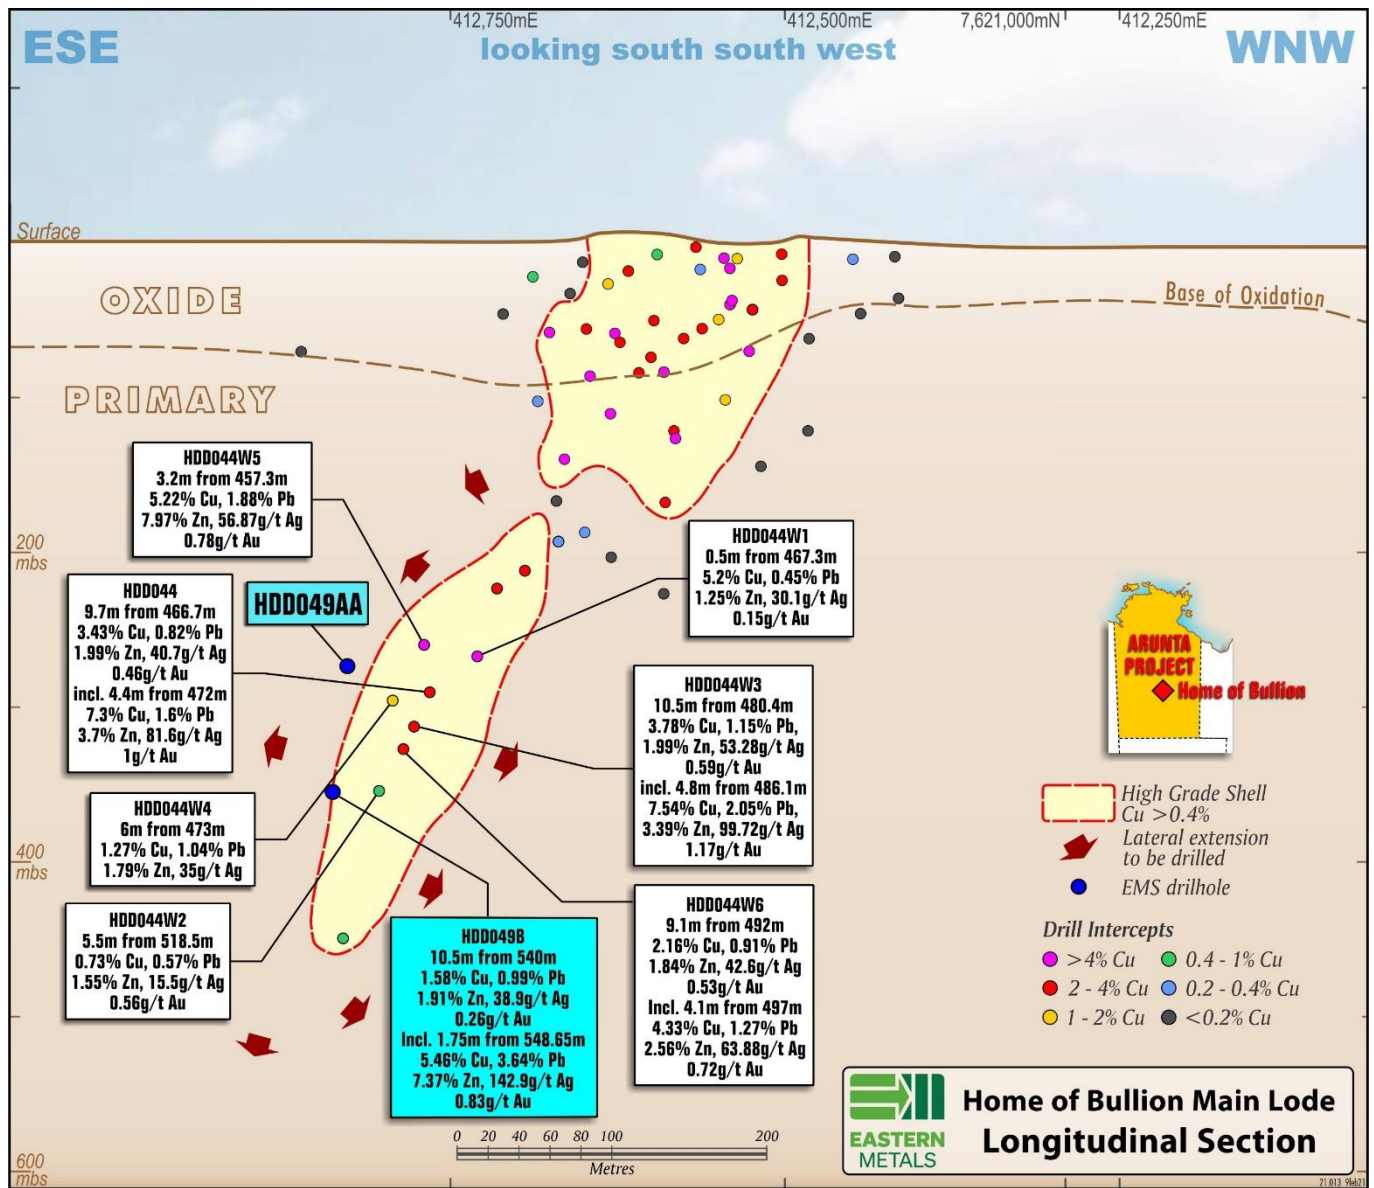 412,750mE
412,500mE
7,621,000mN
412,250mE
ESE
looking south south west
WNW
Surface
OXIDE
Base of Oxidation
PRIMARY
HDD044W5
3.2m from 457.3m
5.22% Cu, 1.88% Pb
7.97% Zn, 56.87g/t Ag
0.78g/t Au
200
mbs
HDD044W1
0.5m from 467.3m
5.2% Cu, 0.45% Pb
1.25% Zn, 30.1g/t Ag
0.15g/t Au
HDD044
9.7m from 466.7m
3.43% Cu, 0.82% Pb
1.99% Zn, 40.7g/t Ag
0.46g/t Au
incl. 4.4m from 472m
7.3% Cu, 1.6% Pb
3.7% Zn, 81.6g/t Ag
1g/t Au
HDD049AA
ARUNTA
PROJECT
Home of Bullion
HDD044W3
10.5m from 480.4m
3.78% Cu, 1.15% Pb,
1.99% Zn, 53.28g/t Ag
0.59g/t Au
incl. 4.8m from 486.1m
7.54% Cu, 2.05% Pb,
3.39% Zn, 99.72g/t Ag
1.17g/t Au
HDD044W4
6m from 473m
1.27% Cu, 1.04% Pb
1.79% Zn, 35g/t Ag
400
mbs
High Grade Shell
Cu >0.4%
Lateral extension
to be drilled
EMS drilhole
HDD044W2
5.5m from 518.5m
0.73% Cu, 0.57% Pb
1.55% Zn, 15.5g/t Ag
0.56g/t Au
HDD049B
10.5m from 540m
1.58% Cu, 0.99% Pb
1.91% Zn, 38.9g/t Ag
0.26g/t Au
Incl. 1.75m from 548.65m
5.46% Cu, 3.64% Pb
7.37% Zn, 142.9g/t Ag
0.83g/t Au
HDD044W6
9.1m from 492m
2.16% Cu, 0.91% Pb
1.84% Zn, 42.6g/t Ag
0.53g/t Au
Incl. 4.1m from 497m
4.33% Cu, 1.27% Pb
2.56% Zn, 63.88g/t Ag
0.72g/t Au
Drill Intercepts
>4% Cu
0.4 - 1% Cu
2 - 4% Cu
0.2 - 0.4% Cu
1 - 2% Cu
<0.2% Cu
0 20 40 60 80 100 200
Metres
EASTERN
METALS
Home of Bullion Main Lode
Longitudinal Section
600
mbs
21.013 9feb21